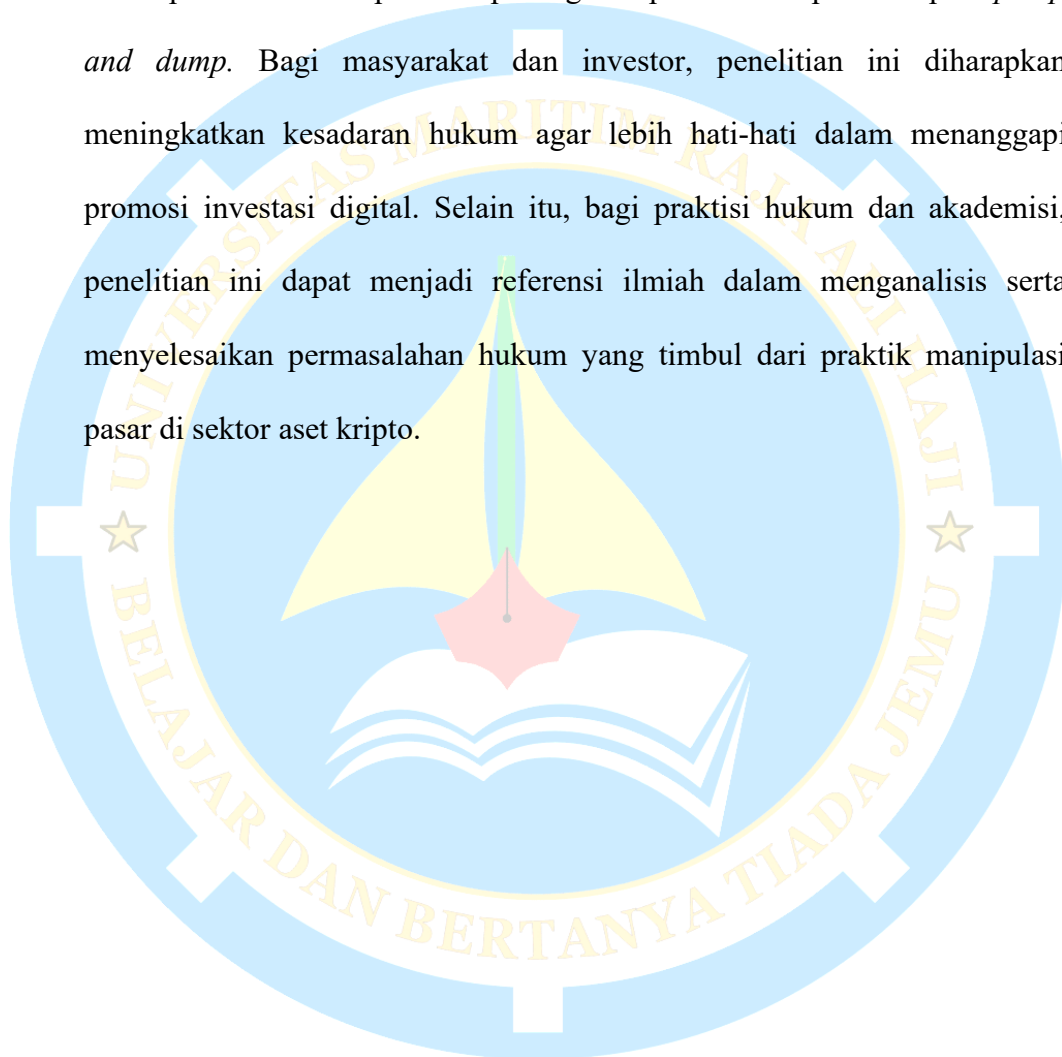 and dump. Bagi masyarakat dan investor, penelitian ini diharapkan
meningkatkan kesadaran hukum agar lebih hati-hati dalam menanggapi
promosi investasi digital. Selain itu, bagi praktisi hukum dan akademisi,
penelitian ini dapat menjadi referensi ilmiah dalam menganalisis serta
menyelesaikan permasalahan hukum yang timbul dari praktik manipulasi
pasar di sektor aset kripto.
UNIVERSITAS MARITIM RAJA ALI HAJI
BELAJAR DAN BERTANYA TIADA JEMU